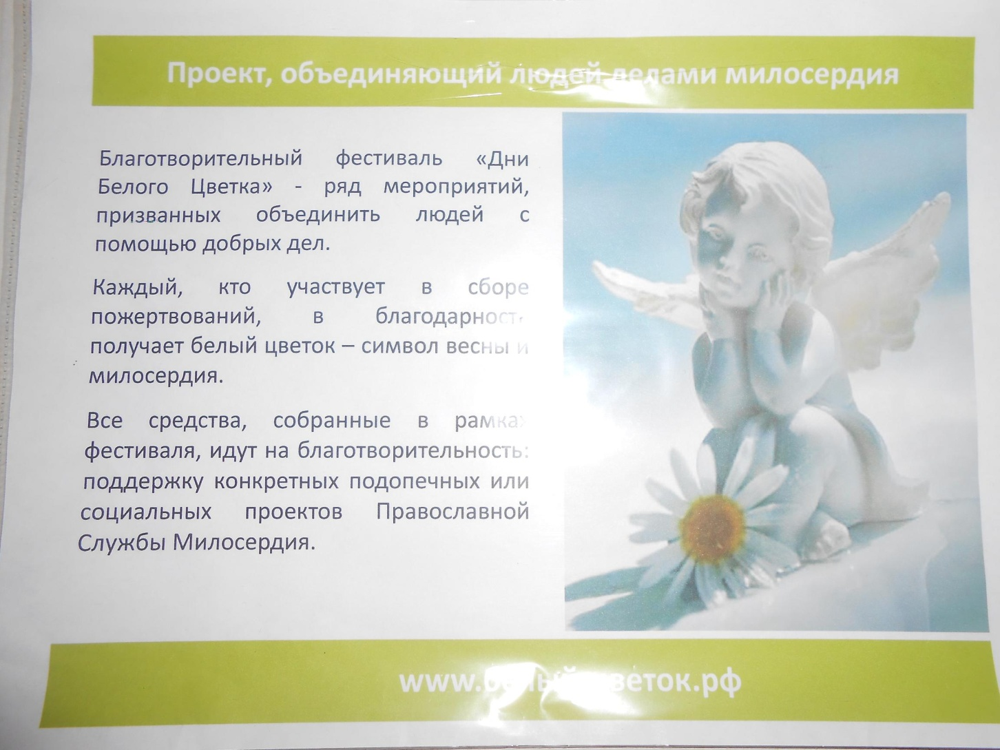 Проект, объединяющий людей делами милосердия
Благотворительный фестиваль «Дни
Белого Цветка» - ряд мероприятий,
призванных объединить людей с
помощью добрых дел.
Каждый, кто участвует в сборе
пожертвований, в благодарность
получает белый цветок – символ весны и
милосердия.
Все средства, собранные в рамках
фестиваля, идут на благотворительность:
поддержку конкретных подопечных или
социальных проектов Православной
Службы Милосердия.
www.белый-цветок.рф